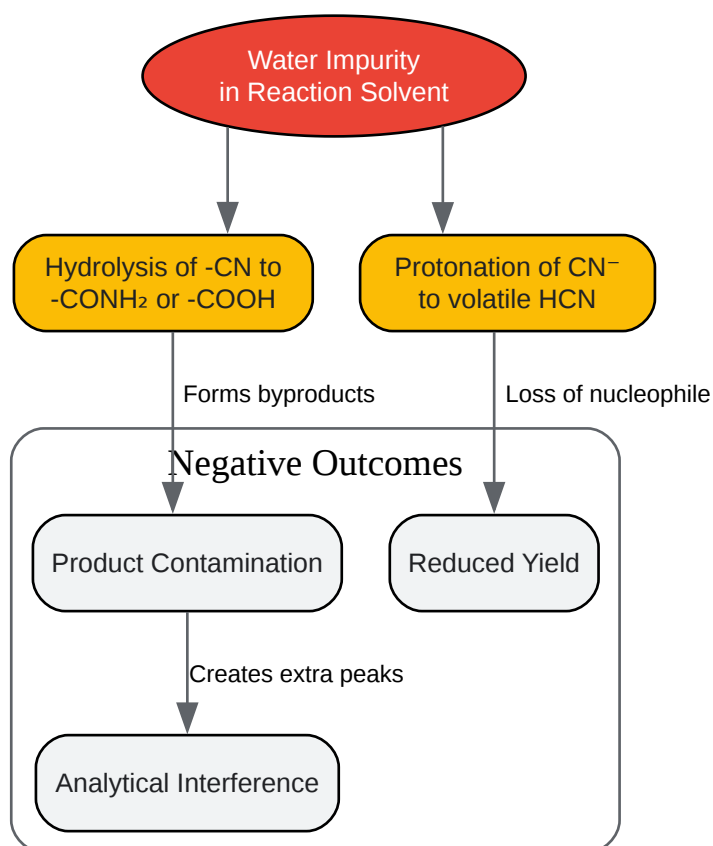 Water Impurity
in Reaction Solvent
Hydrolysis of -CN to
-CONH₂ or -COOH
Protonation of CN⁻
to volatile HCN
Forms byproducts
Loss of nucleophile
Negative Outcomes
Product Contamination
Reduced Yield
Creates extra peaks
Analytical Interference